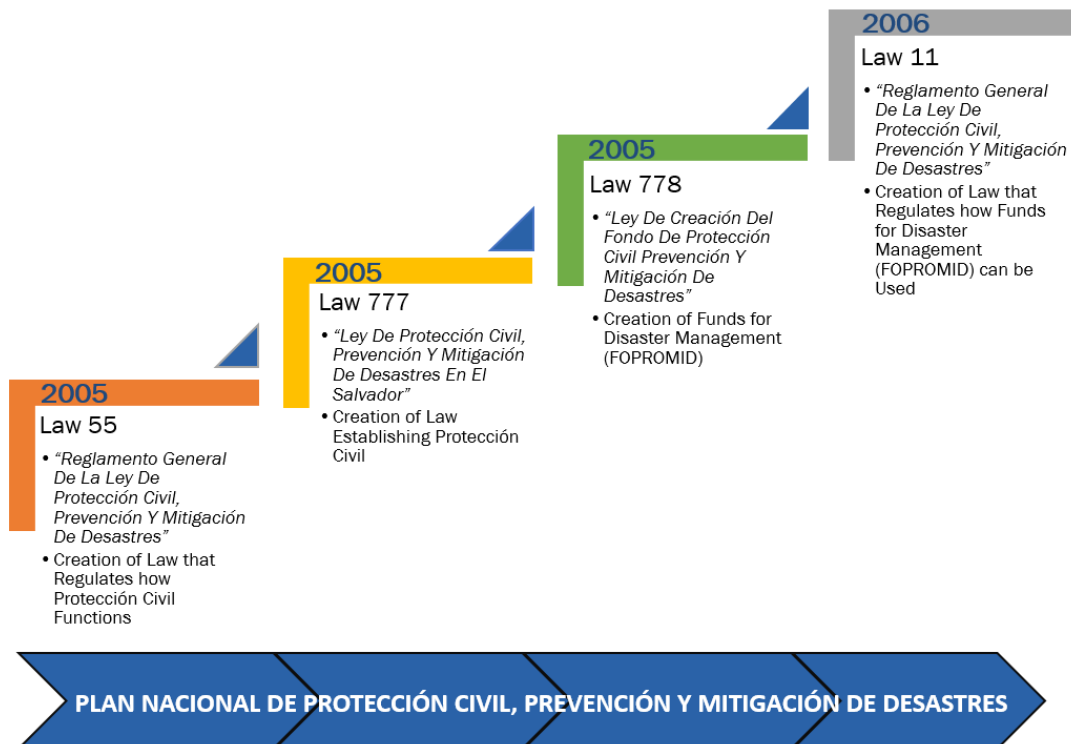 2005
Law 55
• “Reglamento General
De La Ley De
Protección Civil,
Prevención Y Mitigación
De Desastres”
• Creation of Law that
Regulates how
Protección Civil
Functions
2005
Law 777
• “Ley De Protección Civil,
Prevención Y Mitigación
De Desastres En El
Salvador”
• Creation of Law
Establishing Protección
Civil
2005
Law 778
• “Ley De Creación Del
Fondo De Protección
Civil Prevención Y
Mitigación De
Desastres”
• Creation of Funds for
Disaster Management
(FOPROMID)
2006
Law 11
• “Reglamento General
De La Ley De
Protección Civil,
Prevención Y Mitigación
De Desastres”
• Creation of Law that
Regulates how Funds
for Disaster
Management
(FOPROMID) can be
Used
PLAN NACIONAL DE PROTECCIÓN CIVIL, PREVENCIÓN Y MITIGACIÓN DE DESASTRES